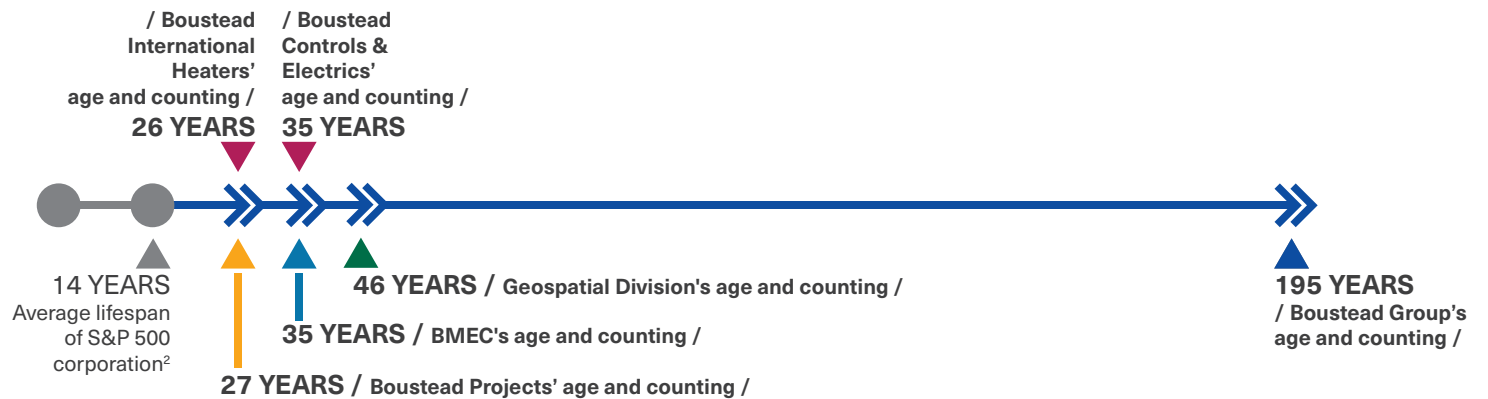 / Boustead
International
Heaters’
age and counting /
26 YEARS
/ Boustead
Controls &
Electrics’
age and counting /
35 YEARS
14 YEARS
Average lifespan
of S&P 500
corporation²
46 YEARS / Geospatial Division's age and counting /
35 YEARS / BMEC's age and counting /
27 YEARS / Boustead Projects’ age and counting /
195 YEARS
/ Boustead Group’s
age and counting /